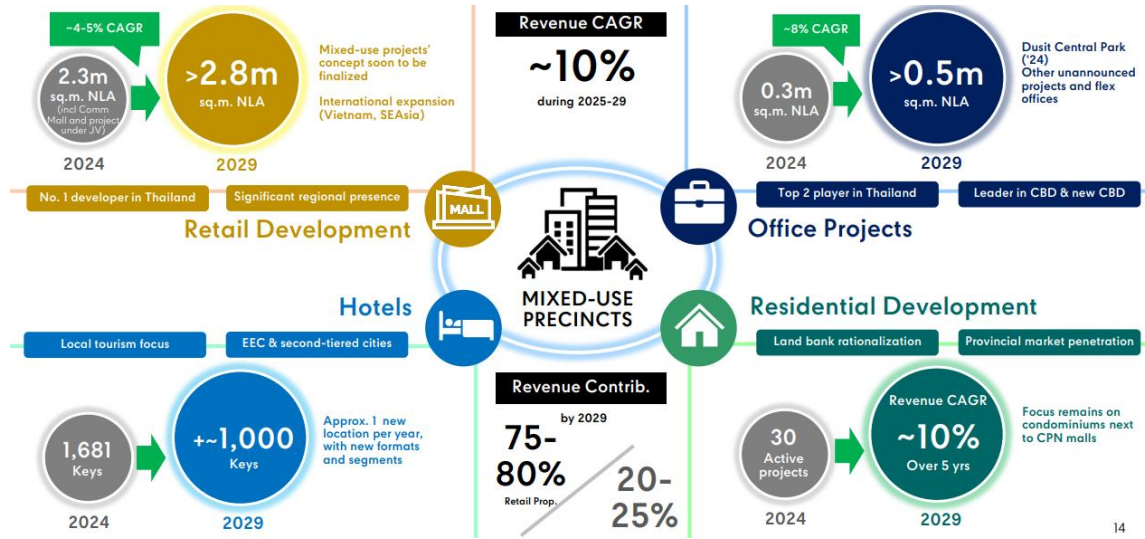 ~4-5% CAGR
2.3m
sq.m. NLA
(incl Comm
Mall and project
under JV)
2024
>2.8m
sq.m. NLA
2029
Mixed-use projects'
concept soon to be
finalized
International expansion
(Vietnam, SEAsia)
No. 1 developer in Thailand
Significant regional presence
Retail Development
MALL
Revenue CAGR
~10%
during 2025-29
~8% CAGR
0.3m
sq.m. NLA
2024
>0.5m
sq.m. NLA
2029
Dusit Central Park
('24)
Other unannounced
projects and flex
offices
Top 2 player in Thailand
Leader in CBD & new CBD
Office Projects
MIXED-USE
PRECINCTS
Hotels
Local tourism focus
EEC & second-tiered cities
1,681
Keys
2024
+~1,000
Keys
2029
Approx. 1 new
location per year,
with new formats
and segments
Revenue Contrib.
by 2029
75-
80%
Retail Prop.
20-
25%
Residential Development
Land bank rationalization
Provincial market penetration
30
Active
projects
2024
Revenue CAGR
~10%
Over 5 yrs
2029
Focus remains on
condominiums next
to CPN malls
14